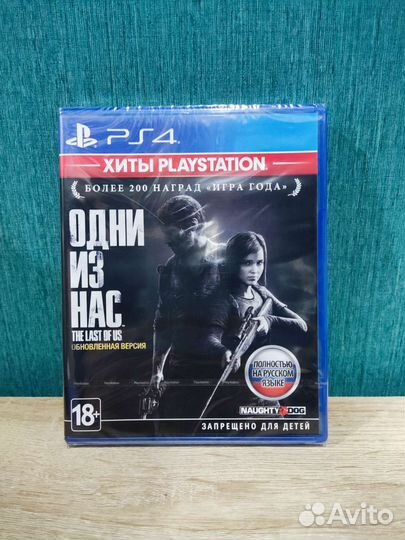 PS4
ХИТЫ PLAYSTATION
БОЛЕЕ 200 НАГРАД «ИГРА ГОДА»
ОДНИ
ИЗ
НАС
THE LAST OF US
ОБНОВЛЕННАЯ ВЕРСИЯ
ПОЛНОСТЬЮ
НА РУССКОМ
ЯЗЫКЕ
18+
NAUGHTY DOG
ЗАПРЕЩЕНО ДЛЯ ДЕТЕЙ
Avito